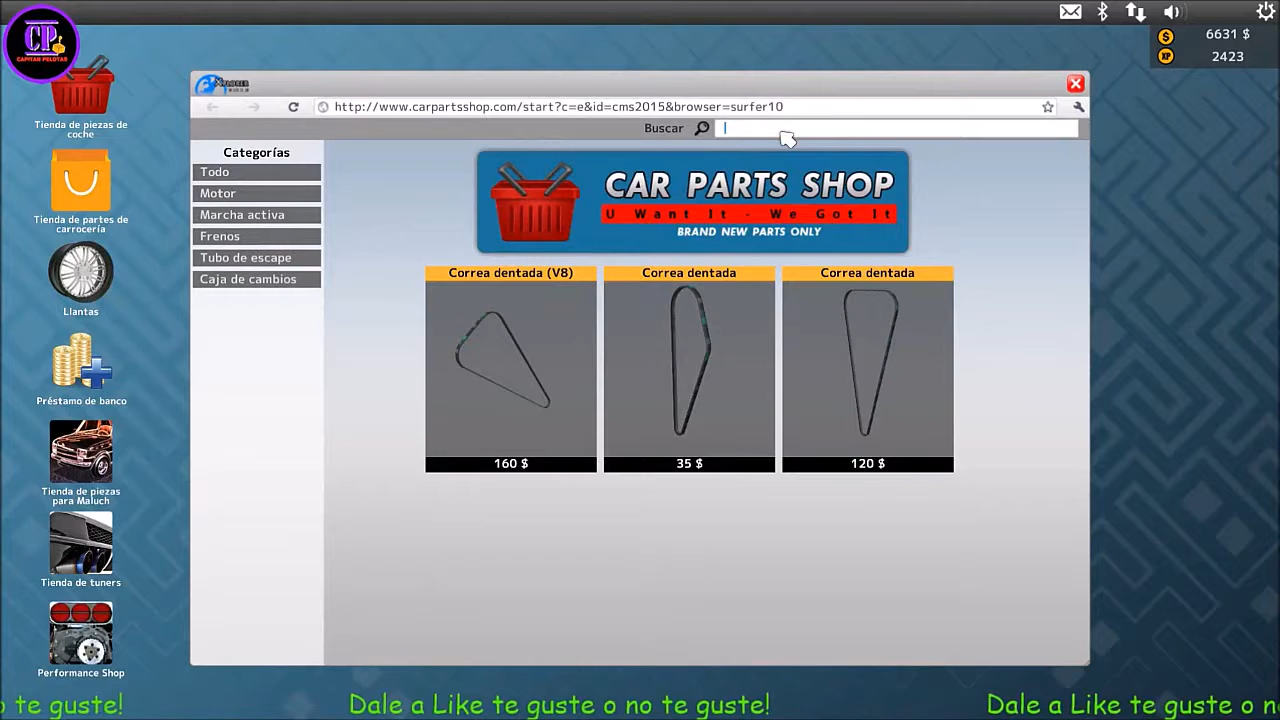 CP
CAPITAN PELOTAS
6631 $
2423
Tienda de piezas de
coche
Tienda de partes de
carrocería
Llantas
Préstamo de banco
Tienda de piezas
para Maluch
Tienda de tuners
Performance Shop
http://www.carpartsshop.com/start?c=e&id=cms2015&browser=surfer10
Buscar
Categorías
Todo
Motor
Marcha activa
Frenos
Tubo de escape
Caja de cambios
CAR PARTS SHOP
U Want It - We Got It
BRAND NEW PARTS ONLY
Correa dentada (V8)
Correa dentada
Correa dentada
160 $
35 $
120 $
o te guste!
Dale a Like te guste o no te guste!
Dale a Like te guste o n